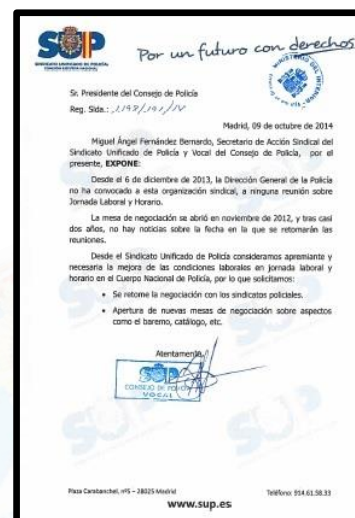 SUP
SINDICATO UNIFICADO DE POLICÍA
COMISIÓN EJECUTIVA NACIONAL
Por un futuro con derechos
MINISTERIO DEL INTERIOR
Sr. Presidente del Consejo de Policía
Reg. Slda.:
Madrid, 09 de octubre de 2014
Miguel Ángel Fernández Bernardo, Secretario de Acción Sindical del
Sindicato Unificado de Policía y Vocal del Consejo de Policía, por el
presente, EXPONE:
Desde el 6 de diciembre de 2013, la Dirección General de la Policía
no ha convocado a esta organización sindical, a ninguna reunión sobre
Jornada Laboral y Horario.
La mesa de negociación se abrió en noviembre de 2012, y tras casi
dos años, no hay noticias sobre la fecha en la que se retomarán las
reuniones.
Desde el Sindicato Unificado de Policía consideramos apremiante y
necesaria la mejora de las condiciones laborales en jornada laboral y
horario en el Cuerpo Nacional de Policía, por lo que solicitamos:
• Se retome la negociación con los sindicatos policiales.
• Apertura de nuevas mesas de negociación sobre aspectos
como el baremo, catálogo, etc.
Atentamente
SUP
CONSEJO DE POLICÍA
VOCAL
Plaza Carabanchel, nº5 – 28025-Madrid
Teléfono: 914.61.58.33
www.sup.es